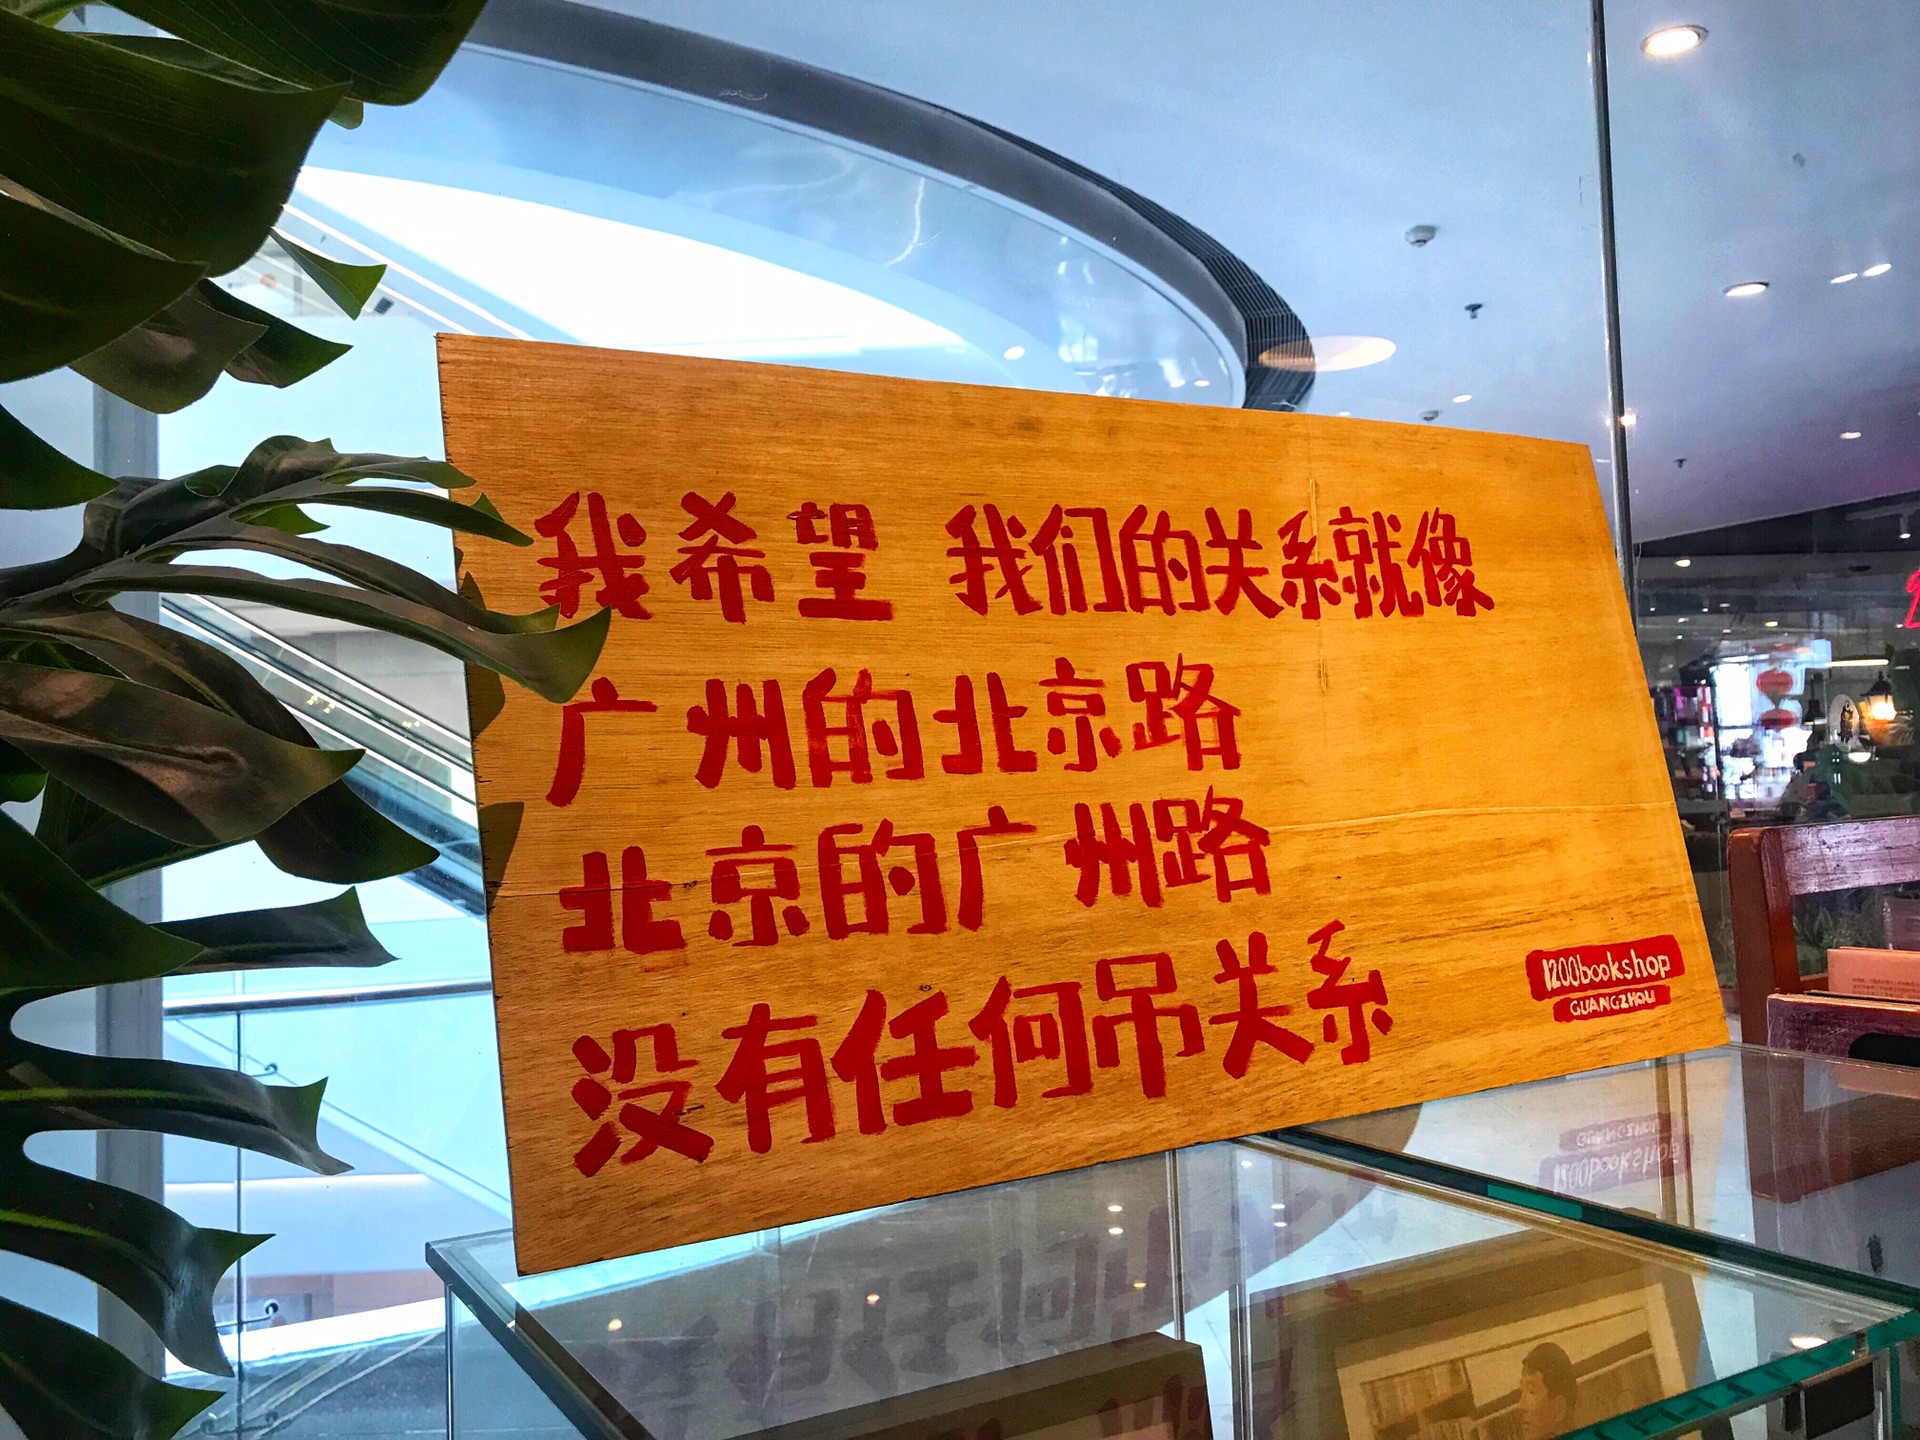 我希望 我们的关系就像
广州的北京路
北京的广州路
没有任何吊关系
1200bookshop
GUANGZHOU